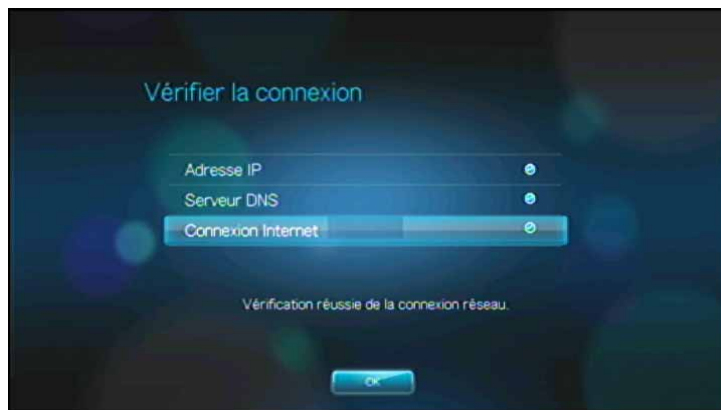 Vérifier la connexion
Adresse IP
Serveur DNS
Connexion Internet
Vérification réussie de la connexion réseau.
OK